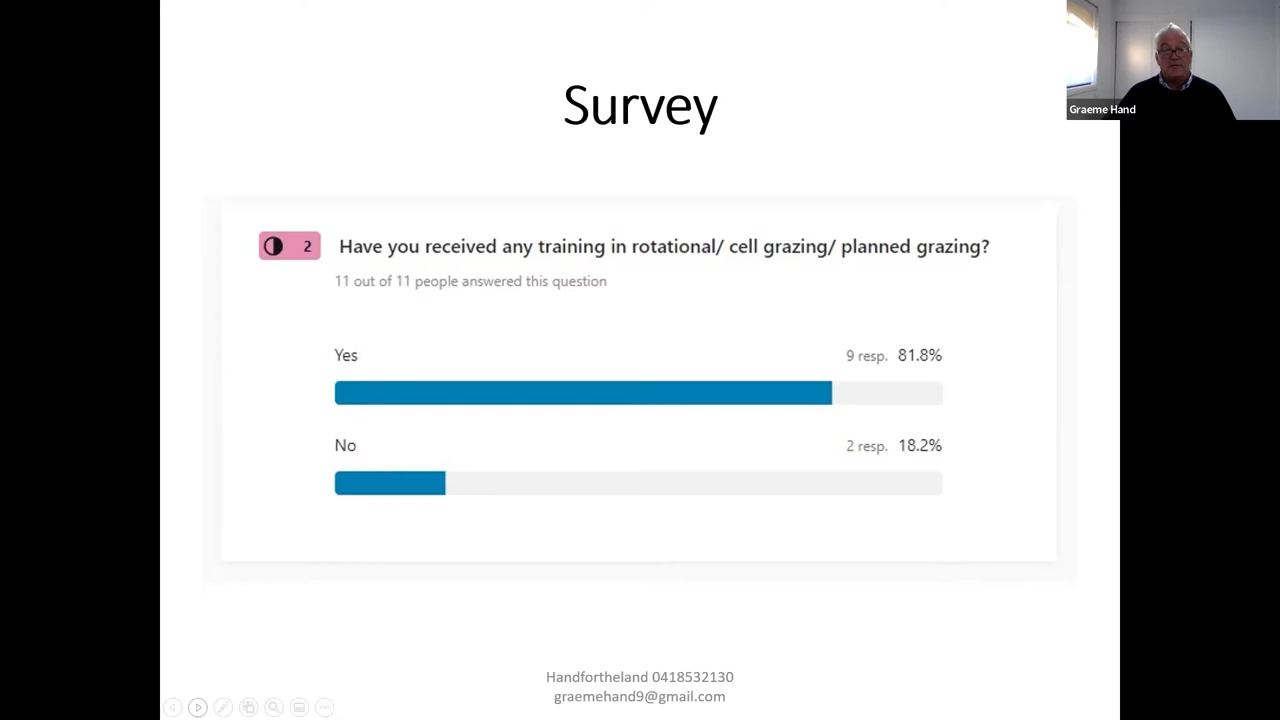 Survey
Graeme Hand
2 Have you received any training in rotational/ cell grazing/ planned grazing?
11 out of 11 people answered this question
Yes 9 resp. 81.8%
No 2 resp. 18.2%
Handfortheland 0418532130
graemehand9@gmail.com